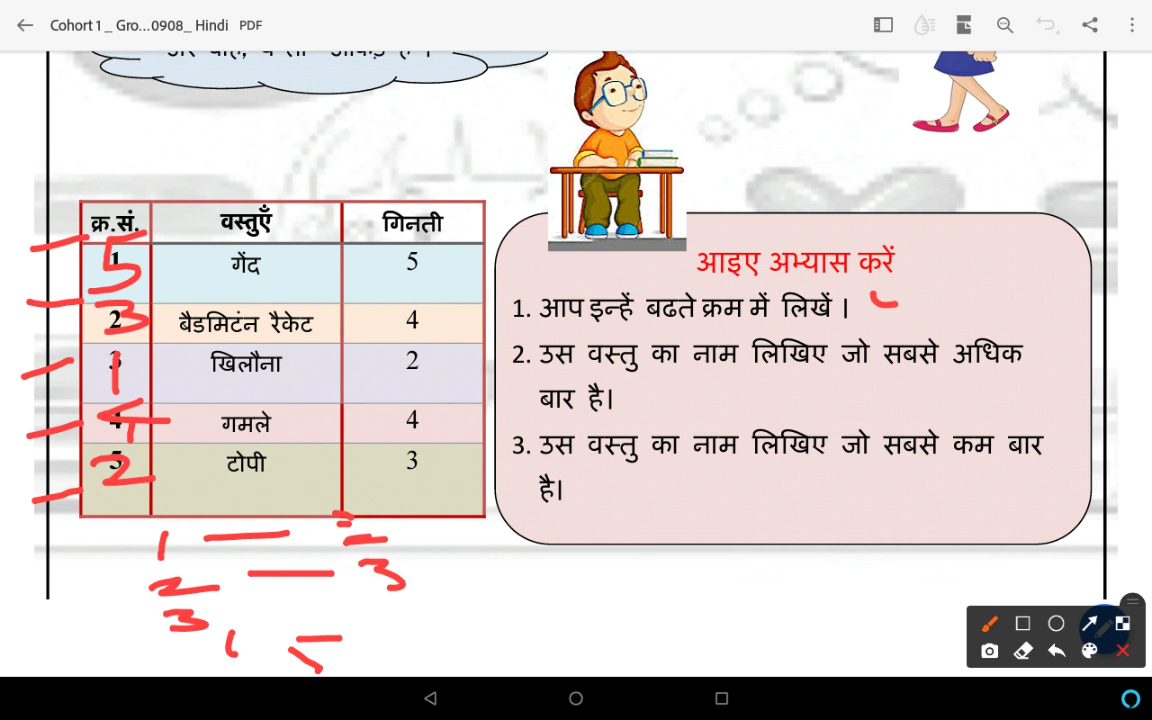 Cohort 1_ Gro...0908_ Hindi PDF
क्र.सं. वस्तुएँ गिनती
1 5 गेंद 5
2 3 बैडमिटंन रैकेट 4
3 1 खिलौना 2
4 4 गमले 4
5 2 टोपी 3
आइए अभ्यास करें
1. आप इन्हें बढते क्रम में लिखें ।
2. उस वस्तु का नाम लिखिए जो सबसे अधिक
बार है।
3. उस वस्तु का नाम लिखिए जो सबसे कम बार
है।
1 2
2 3
3